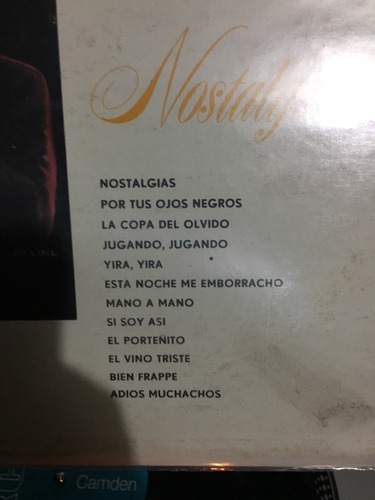 Nostalg
NOSTALGIAS
POR TUS OJOS NEGROS
LA COPA DEL OLVIDO
JUGANDO, JUGANDO
YIRA, YIRA
ESTA NOCHE ME EMBORRACHO
MANO A MANO
SI SOY ASI
EL PORTEÑITO
EL VINO TRISTE
BIEN FRAPPE
ADIOS MUCHACHOS
Camden